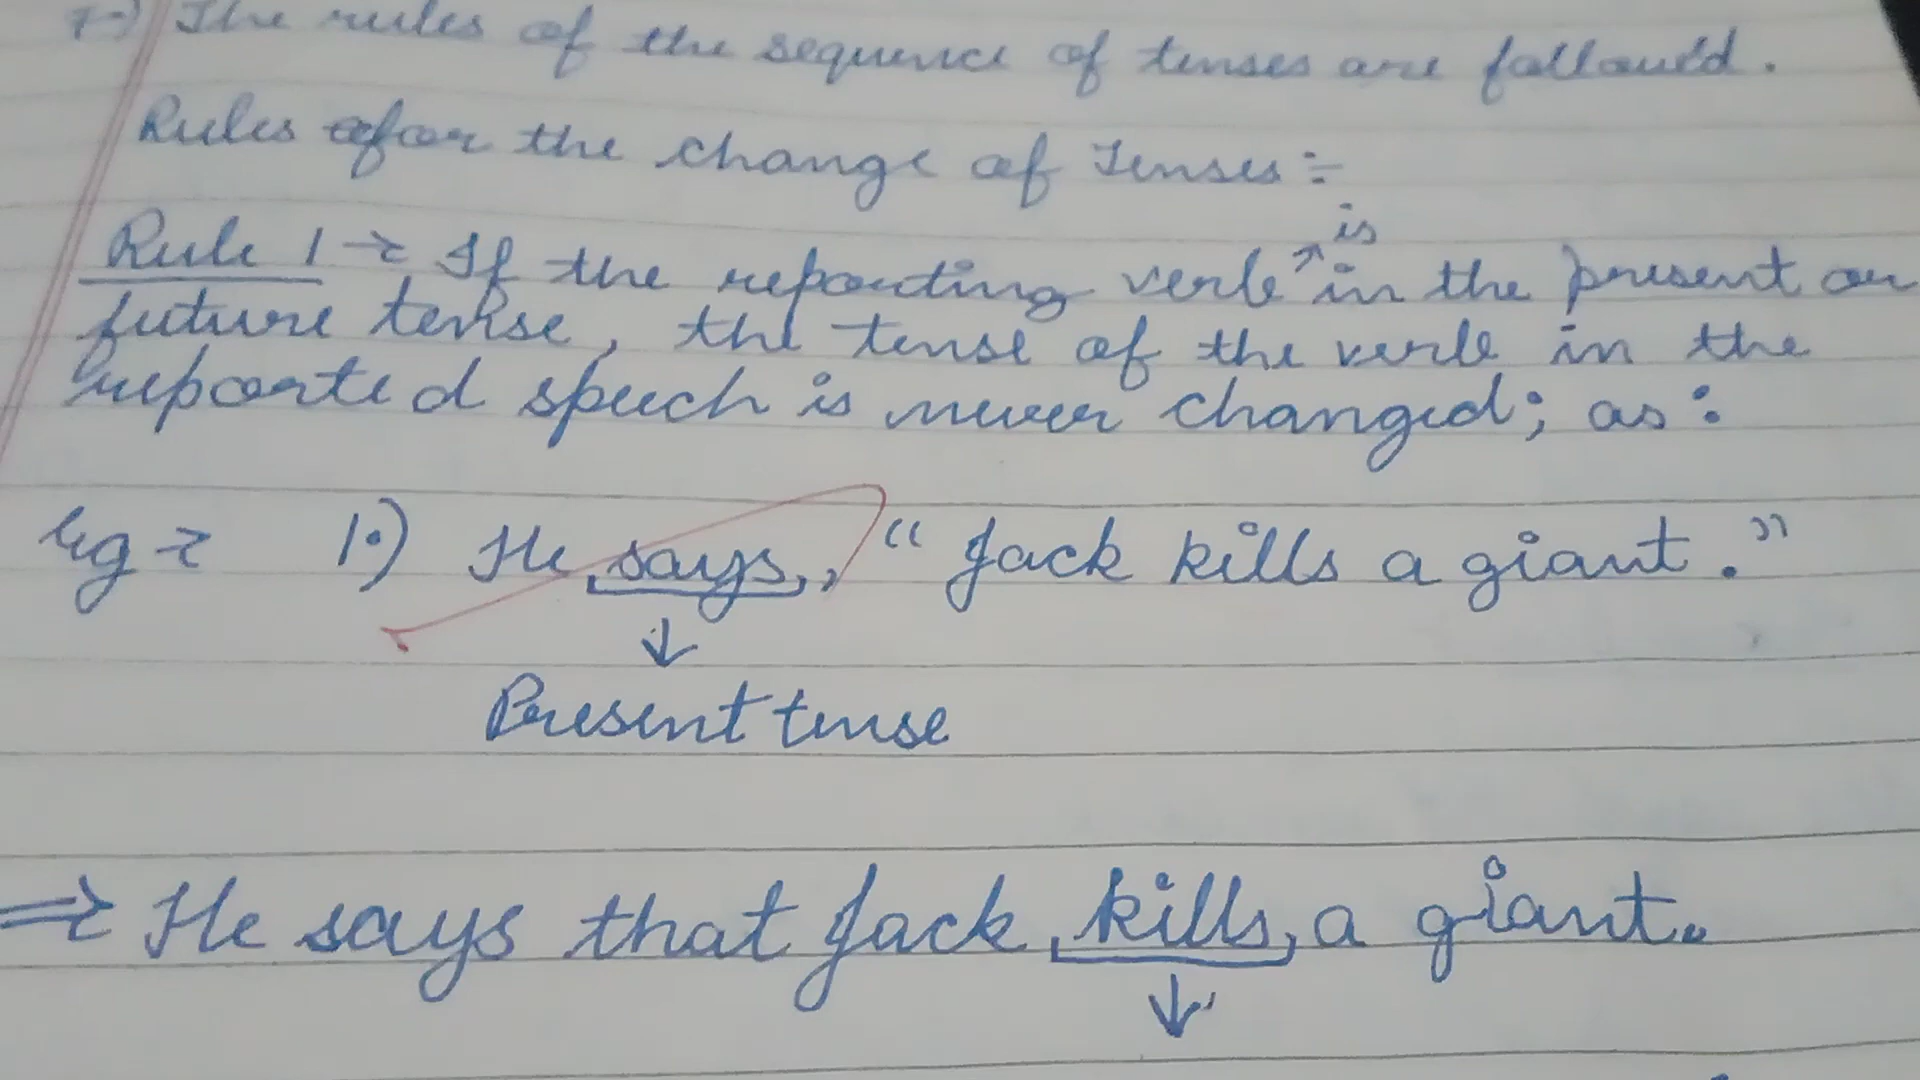 7-) The rules of the sequence of tenses are followed.
Rules for the change of Tenses :-
is
Rule 1 → If the reporting verb in the present or
future tense, the tense of the verb in the
reported speech is never changed; as :
Eg → 1.) He says, "Jack kills a giant."
↓
Present tense
⇒ He says that Jack kills a giant.
↓